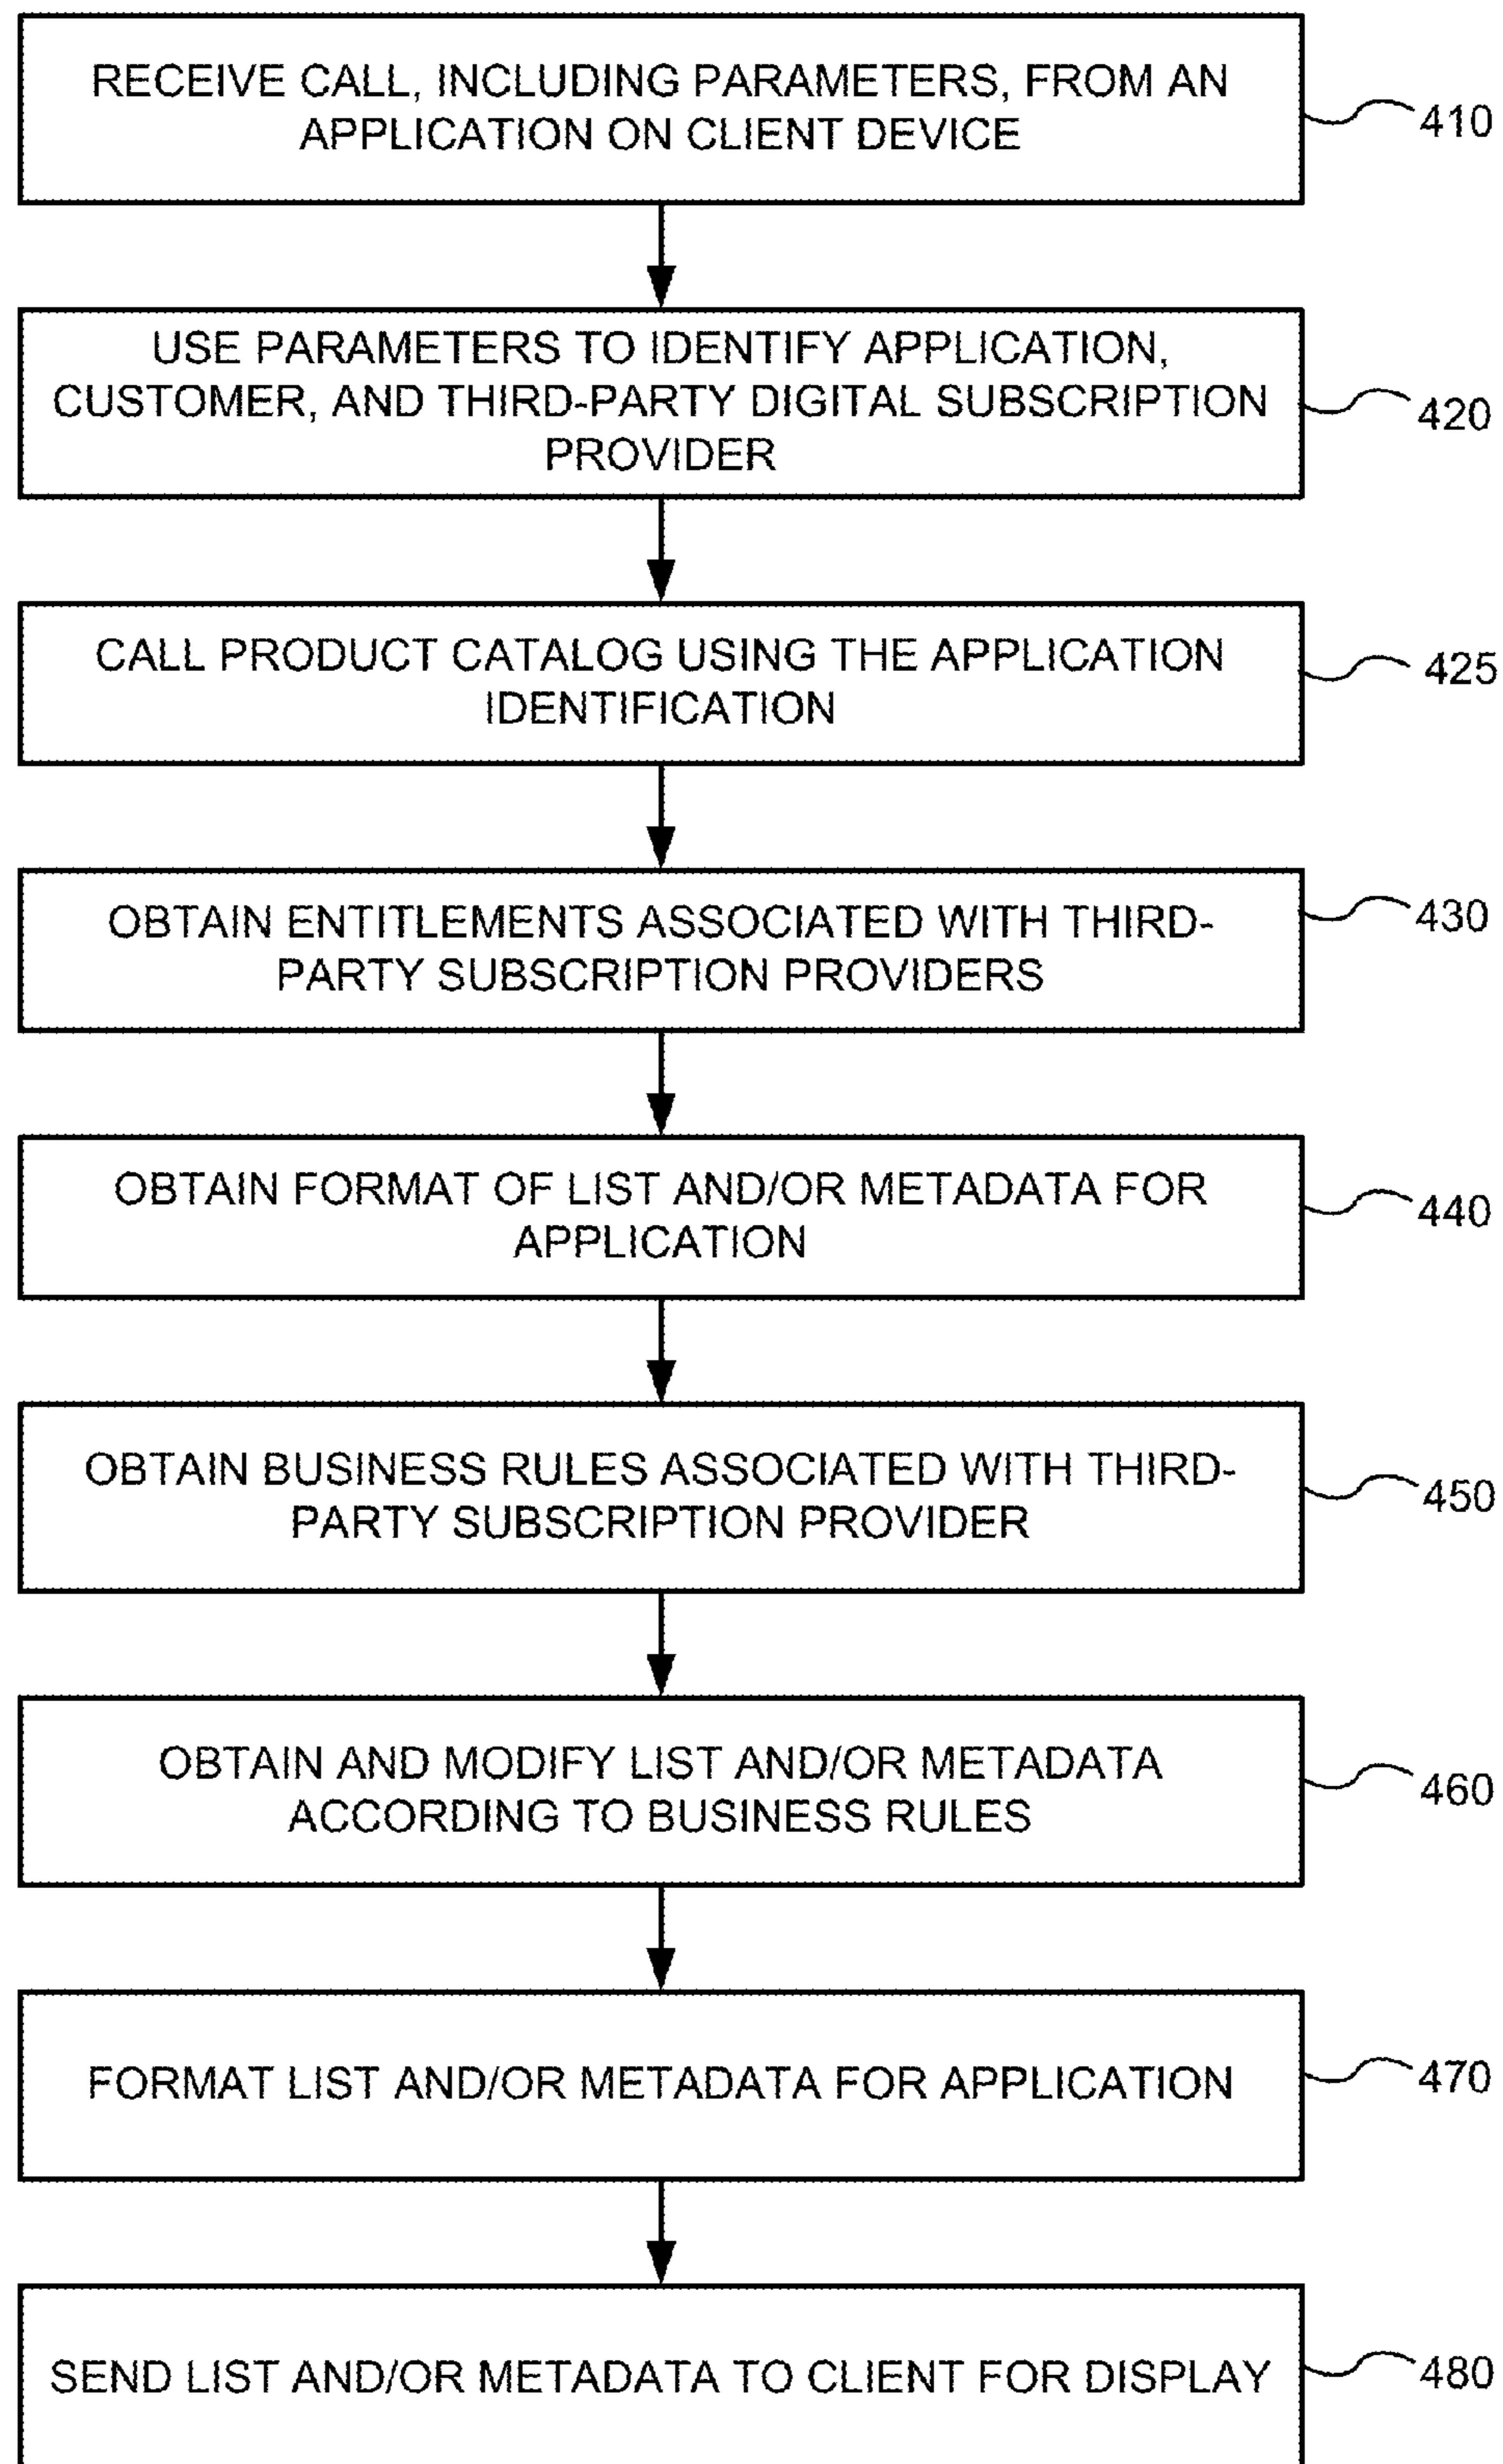 RECEIVE CALL, INCLUDING PARAMETERS, FROM AN
APPLICATION ON CLIENT DEVICE
410
USE PARAMETERS TO IDENTIFY APPLICATION,
CUSTOMER, AND THIRD-PARTY DIGITAL SUBSCRIPTION
PROVIDER
420
CALL PRODUCT CATALOG USING THE APPLICATION
IDENTIFICATION
425
OBTAIN ENTITLEMENTS ASSOCIATED WITH THIRD-
PARTY SUBSCRIPTION PROVIDERS
430
OBTAIN FORMAT OF LIST AND/OR METADATA FOR
APPLICATION
440
OBTAIN BUSINESS RULES ASSOCIATED WITH THIRD-
PARTY SUBSCRIPTION PROVIDER
450
OBTAIN AND MODIFY LIST AND/OR METADATA
ACCORDING TO BUSINESS RULES
460
FORMAT LIST AND/OR METADATA FOR APPLICATION
470
SEND LIST AND/OR METADATA TO CLIENT FOR DISPLAY
480